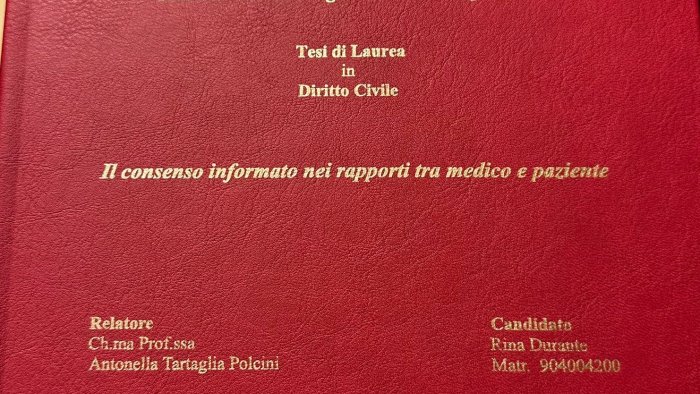 Tesi di Laurea
in
Diritto Civile
Il consenso informato nei rapporti tra medico e paziente
Relatore
Ch.ma Prof.ssa
Antonella Tartaglia Polcini
Candidato
Rina Durante
Matr. 904004200